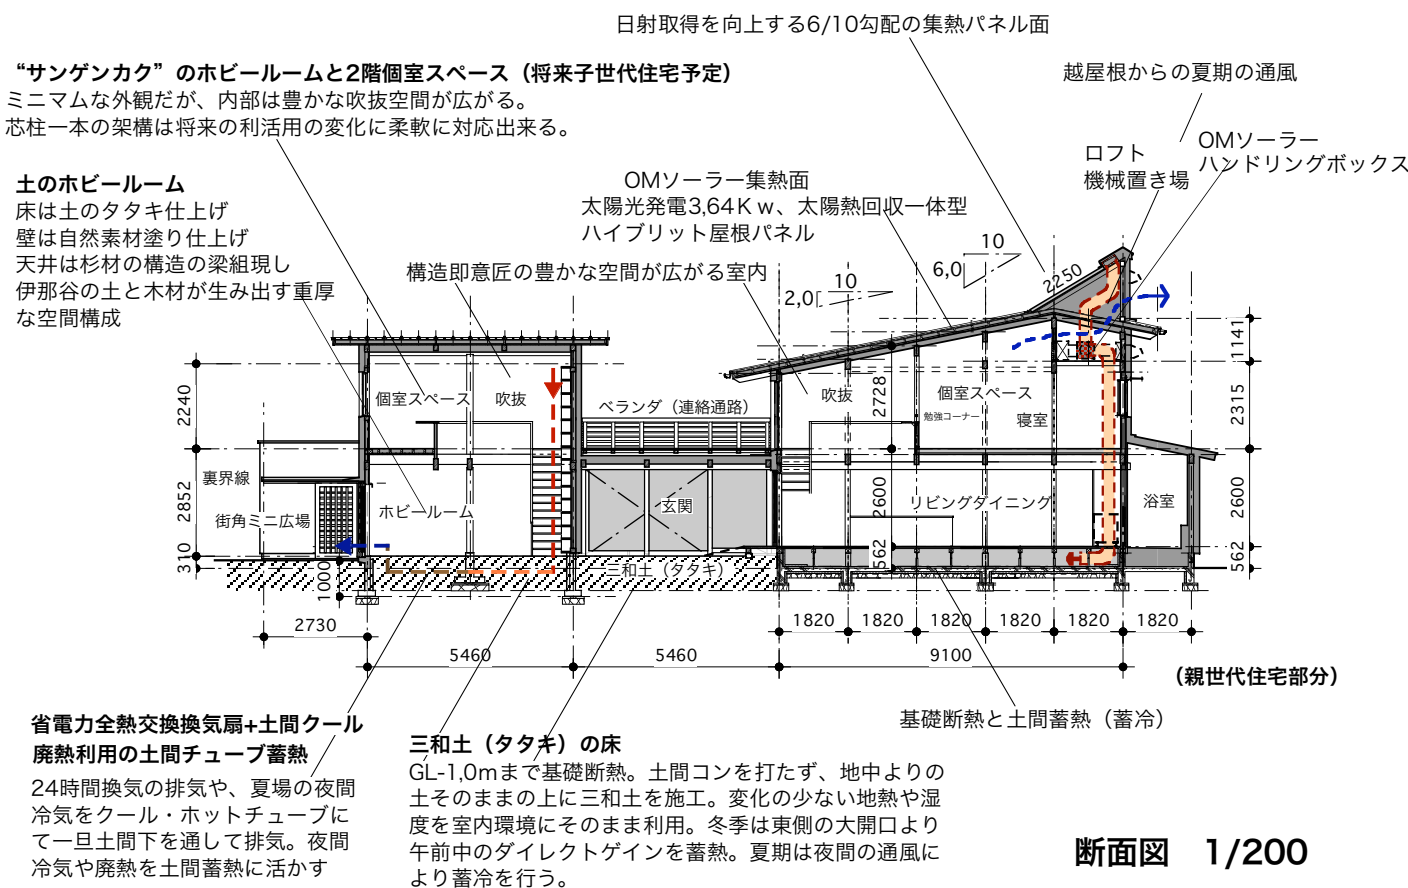 日射取得を向上する6/10勾配の集熱パネル面
“サンゲンカク”のホビールームと2階個室スペース（将来子世代住宅予定）
ミニマムな外観だが、内部は豊かな吹抜空間が広がる。
芯柱一本の架構は将来の利活用の変化に柔軟に対応出来る。
越屋根からの夏期の通風
ロフト
機械置き場
OMソーラー
ハンドリングボックス
土のホビールーム
床は土のタタキ仕上げ
壁は自然素材塗り仕上げ
天井は杉材の構造の梁組現し
伊那谷の土と木材が生み出す重厚
な空間構成
OMソーラー集熱面
太陽光発電3,64Ｋｗ、太陽熱回収一体型
ハイブリット屋根パネル
構造即意匠の豊かな空間が広がる室内
10
6,0
10
2,0
2250
1141
2315
2600
562
2240
2852
310
1000
個室スペース
吹抜
ベランダ（連絡通路）
吹抜
2728
個室スペース
勉強コーナー
寝室
裏界線
街角ミニ広場
ホビールーム
玄関
2600
リビングダイニング
浴室
562
三和土（タタキ）
2730
5460
5460
1820
1820
1820
1820
1820
1820
9100
（親世代住宅部分）
基礎断熱と土間蓄熱（蓄冷）
省電力全熱交換換気扇+土間クール
廃熱利用の土間チューブ蓄熱
24時間換気の排気や、夏場の夜間
冷気をクール・ホットチューブに
て一旦土間下を通して排気。夜間
冷気や廃熱を土間蓄熱に活かす
三和土（タタキ）の床
GL-1,0mまで基礎断熱。土間コンを打たず、地中よりの
土そのままの上に三和土を施工。変化の少ない地熱や湿
度を室内環境にそのまま利用。冬季は東側の大開口より
午前中のダイレクトゲインを蓄熱。夏期は夜間の通風に
より蓄冷を行う。
断面図　1/200